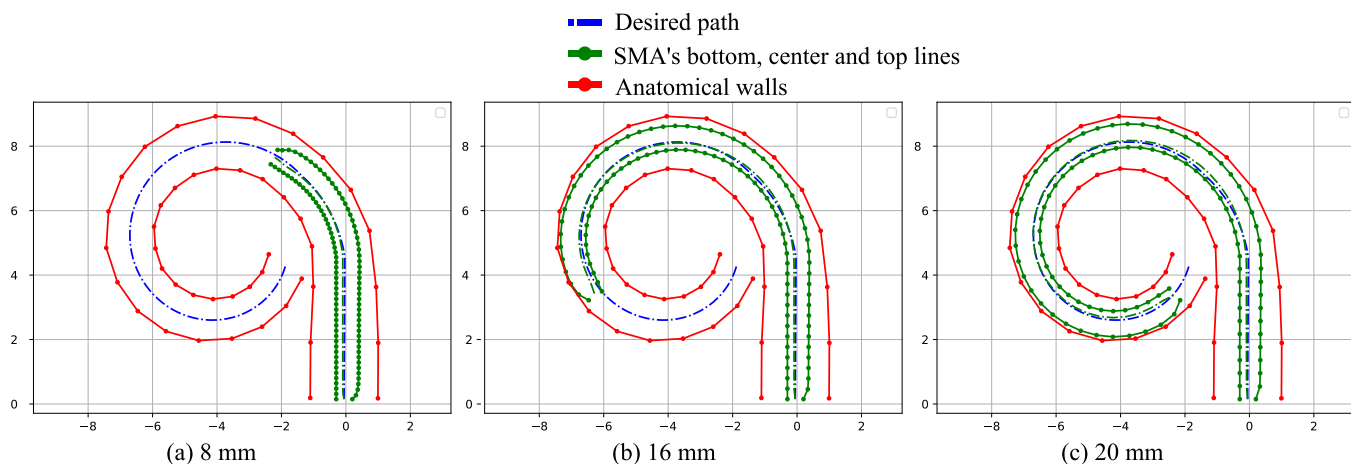 Desired path
SMA's bottom, center and top lines
Anatomical walls
8
6
4
2
0
−8 −6 −4 −2 0 2
(a) 8 mm
8
6
4
2
0
−8 −6 −4 −2 0 2
(b) 16 mm
8
6
4
2
0
−8 −6 −4 −2 0 2
(c) 20 mm